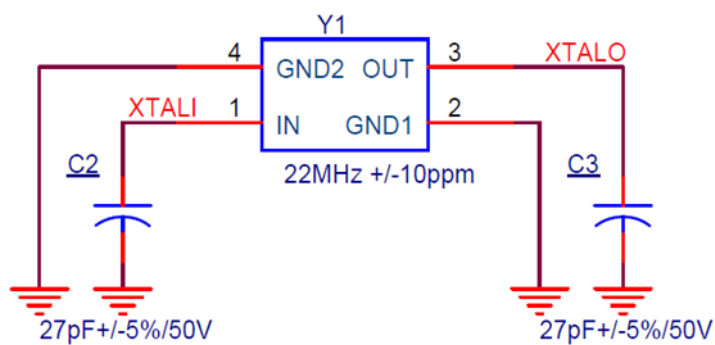 Y1
4 GND2 OUT 3 XTALO
XTALI 1 IN GND1 2
C2 22MHz +/-10ppm C3
27pF+/-5%/50V 27pF+/-5%/50V